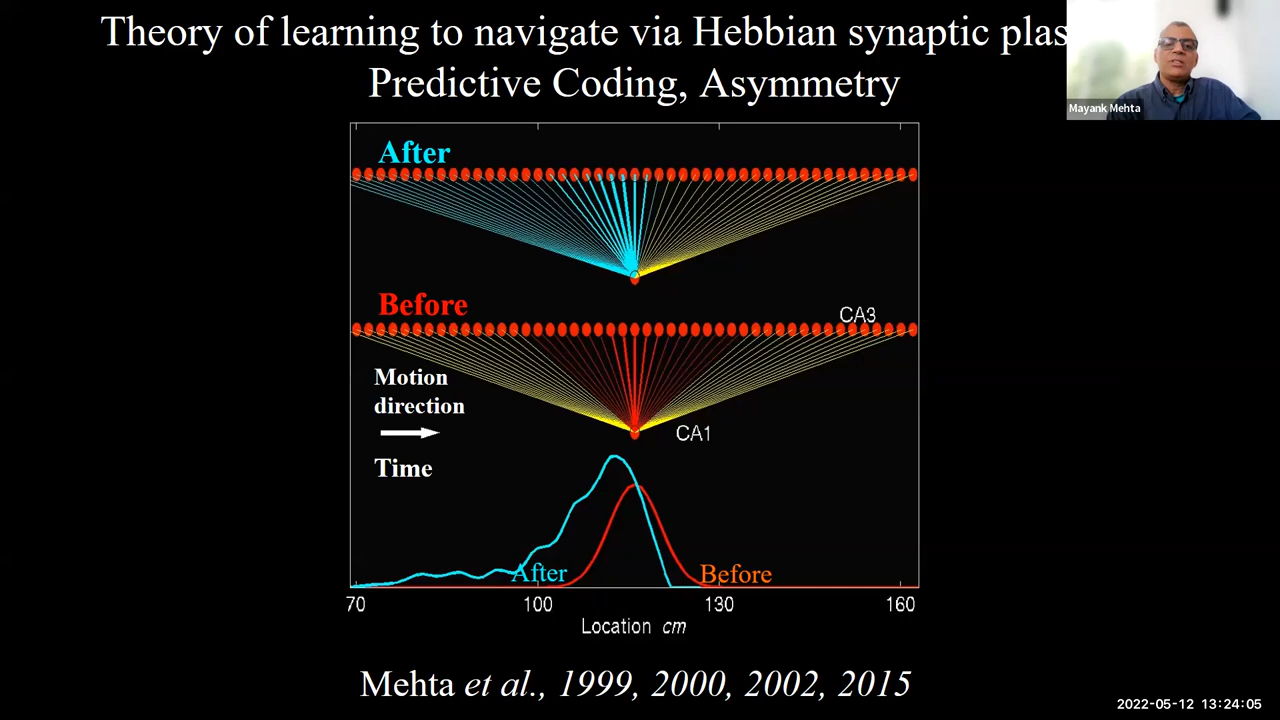 Theory of learning to navigate via Hebbian synaptic plas
Predictive Coding, Asymmetry
Mayank Mehta
After
Before
CA3
Motion
direction
CA1
Time
After
Before
70 100 130 160
Location cm
Mehta et al., 1999, 2000, 2002, 2015
2022-05-12 13:24:05